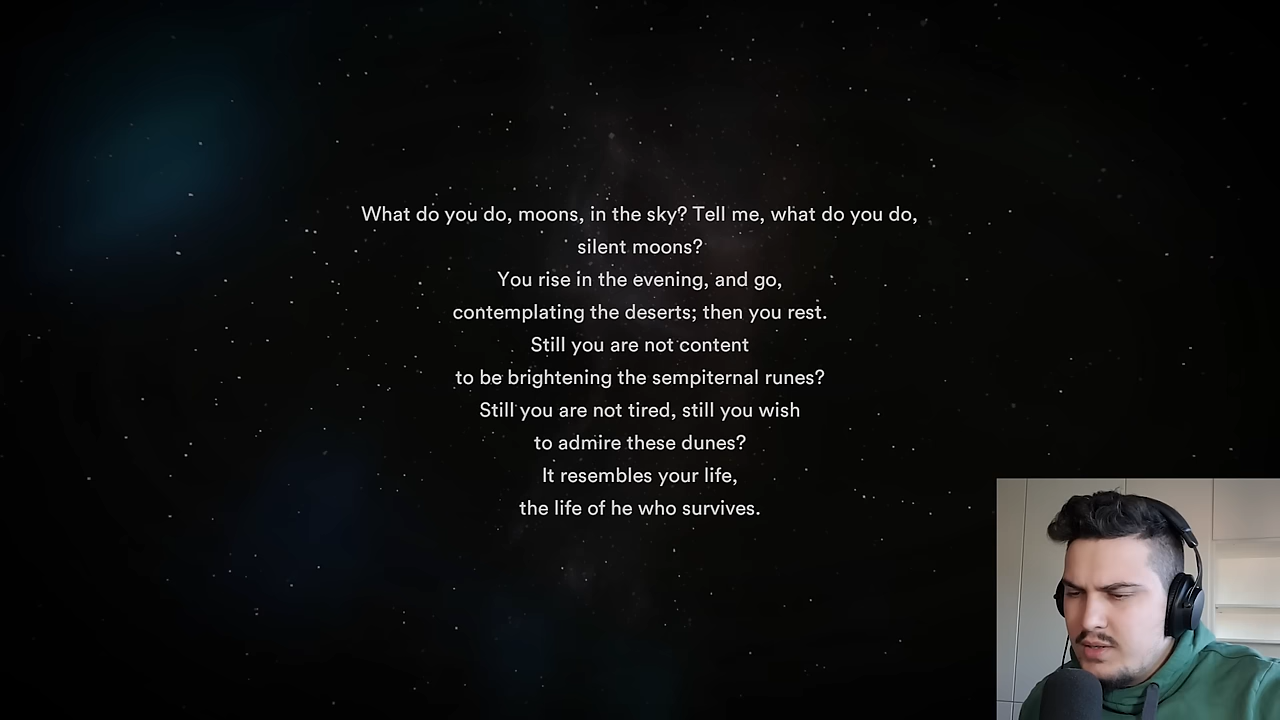 What do you do, moons, in the sky? Tell me, what do you do,
silent moons?
You rise in the evening, and go,
contemplating the deserts; then you rest.
Still you are not content
to be brightening the sempiternal runes?
Still you are not tired, still you wish
to admire these dunes?
It resembles your life,
the life of he who survives.